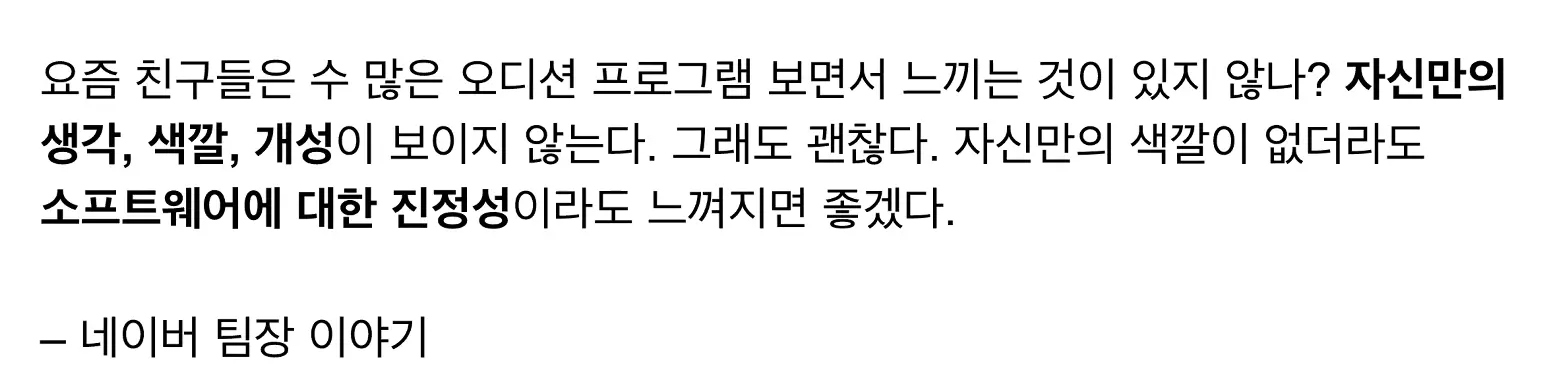 요즘 친구들은 수 많은 오디션 프로그램 보면서 느끼는 것이 있지 않나? 자신만의
생각, 색깔, 개성이 보이지 않는다. 그래도 괜찮다. 자신만의 색깔이 없더라도
소프트웨어에 대한 진정성이라도 느껴지면 좋겠다.
– 네이버 팀장 이야기